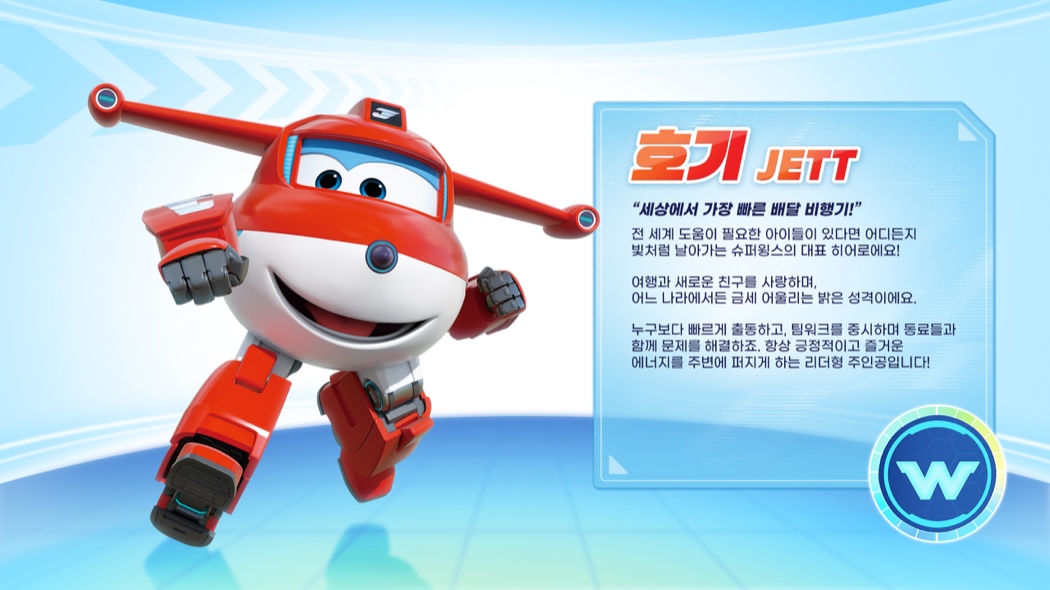 호기 JETT
“세상에서 가장 빠른 배달 비행기!”
전 세계 도움이 필요한 아이들이 있다면 어디든지
빛처럼 날아가는 슈퍼윙스의 대표 히어로에요!
여행과 새로운 친구를 사랑하며,
어느 나라에서든 금세 어울리는 밝은 성격이에요.
누구보다 빠르게 출동하고, 팀워크를 중시하며 동료들과
함께 문제를 해결하죠. 항상 긍정적이고 즐거운
에너지를 주변에 퍼지게 하는 리더형 주인공입니다!
W